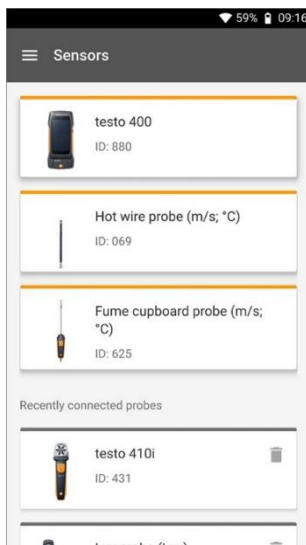 59% 09:16
Sensors
testo 400
ID: 880
Hot wire probe (m/s; °C)
ID: 069
Fume cupboard probe (m/s;
°C)
ID: 625
Recently connected probes
testo 410i
ID: 431